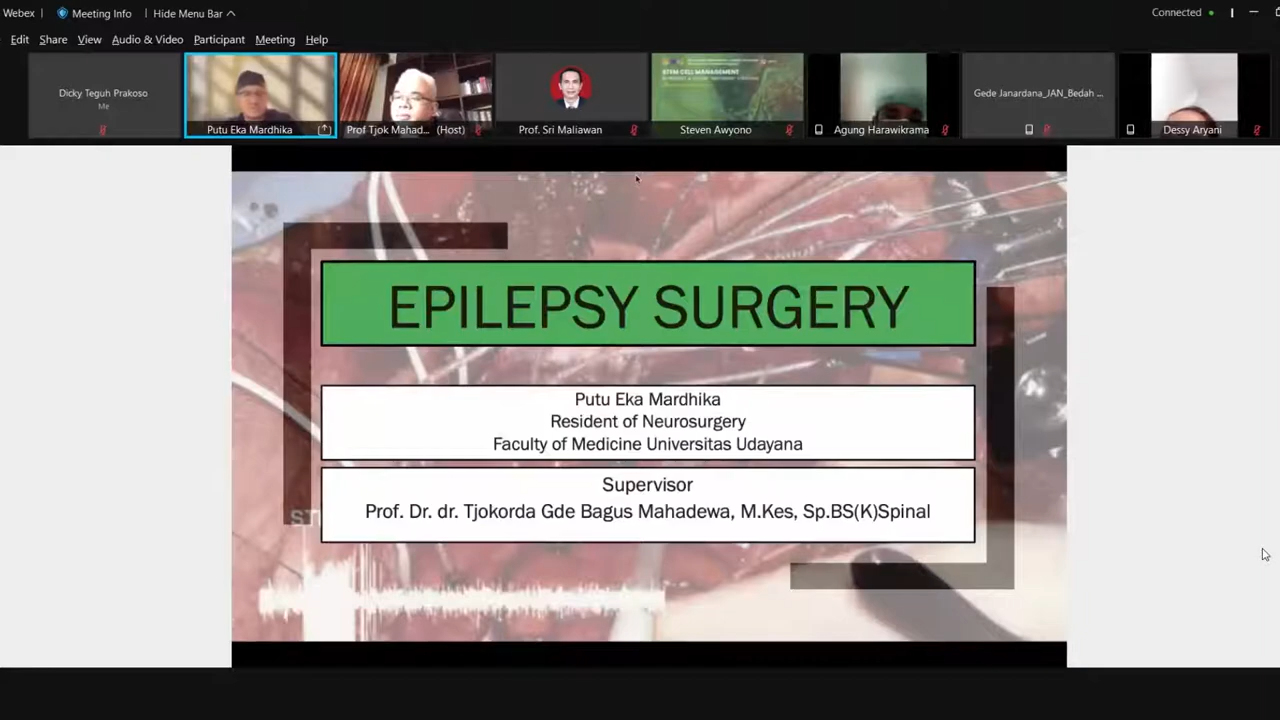 Webex
Meeting Info
Hide Menu Bar
Connected
Edit
Share
View
Audio & Video
Participant
Meeting
Help
Dicky Teguh Prakoso
Me
Putu Eka Mardhika
Prof Tjok Mahad... (Host)
Prof. Sri Maliawan
STEM CELL MANAGEMENT
Steven Awyono
Agung Harawikrama
Gede Janardana_JAN_Bedah ...
Dessy Aryani
EPILEPSY SURGERY
Putu Eka Mardhika
Resident of Neurosurgery
Faculty of Medicine Universitas Udayana
Supervisor
Prof. Dr. dr. Tjokorda Gde Bagus Mahadewa, M.Kes, Sp.BS(K)Spinal